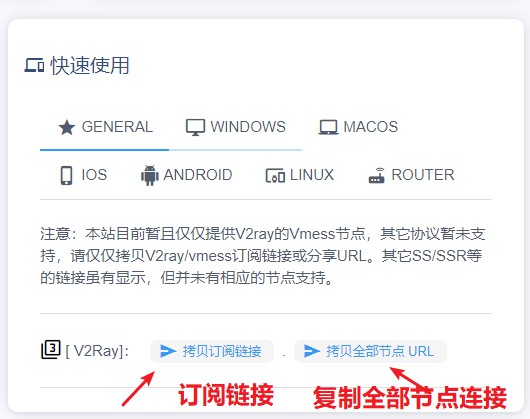 快速使用
GENERAL WINDOWS MACOS
IOS ANDROID LINUX ROUTER
注意：本站目前暂且仅仅提供V2ray的Vmess节点，其它协议暂未支
持，请仅仅拷贝V2ray/vmess订阅链接或分享URL。其它SS/SSR等
的链接虽有显示，但并未有相应的节点支持。
3 [ V2Ray]： 拷贝订阅链接 . 拷贝全部节点 URL
订阅链接 复制全部节点连接